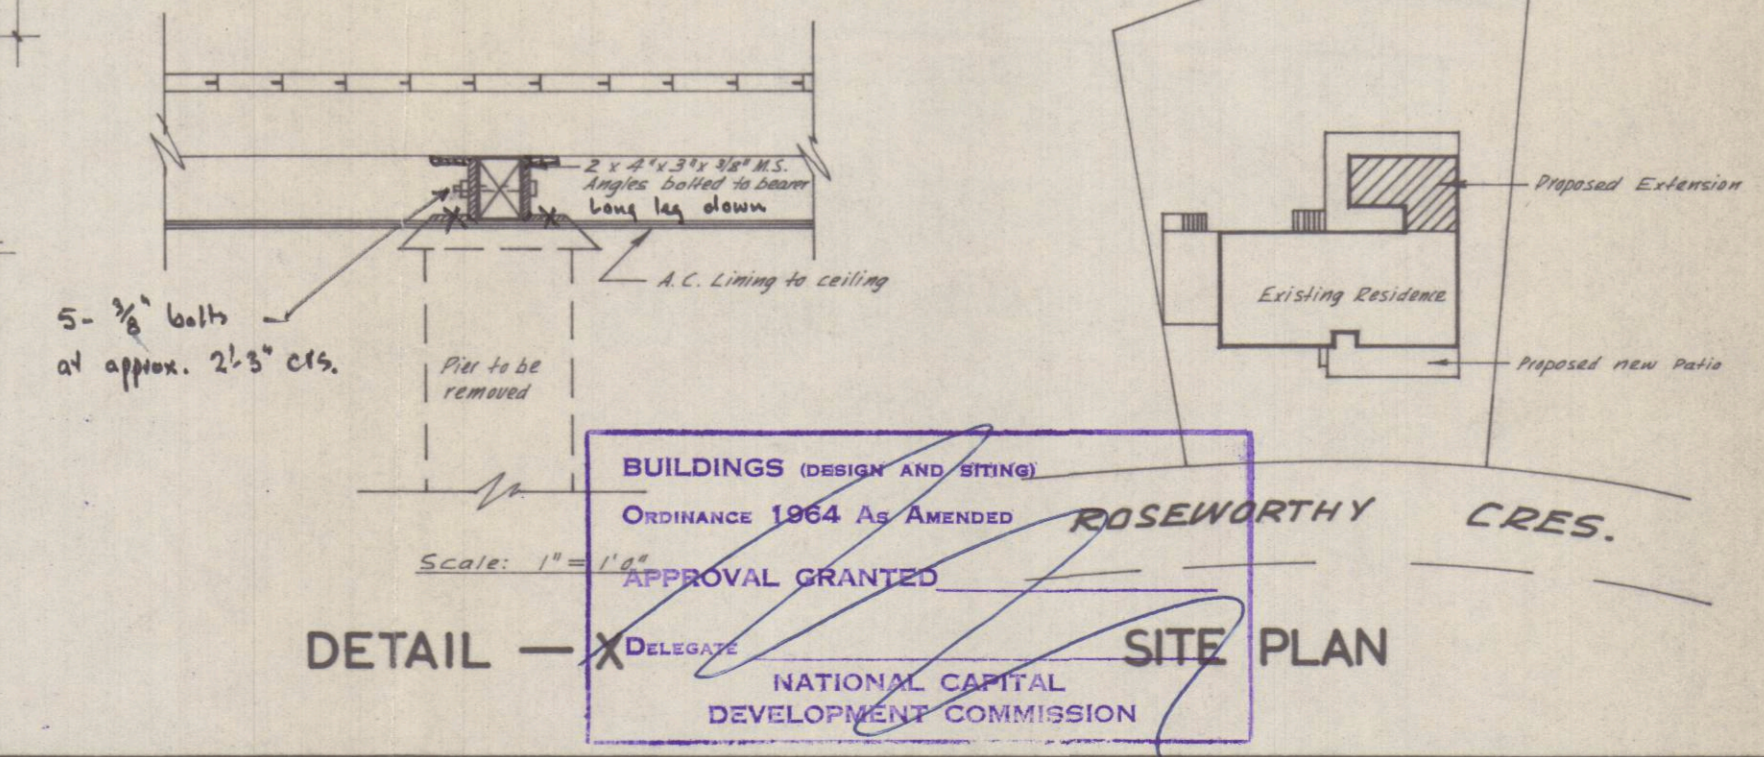 2 x 4" x 3" x 3/8" M.S.
Angles bolted to bearer
Long leg down
A.C. Lining to ceiling
5- 3/8" bolts
at approx. 2'-3" crs.
Pier to be
removed
Scale: 1" = 1'0"
DETAIL — X
Proposed Extension
Existing Residence
Proposed new Patio
ROSEWORTHY CRES.
SITE PLAN
BUILDINGS (DESIGN AND SITING)
ORDINANCE 1964 AS AMENDED
APPROVAL GRANTED
DELEGATE
NATIONAL CAPITAL
DEVELOPMENT COMMISSION